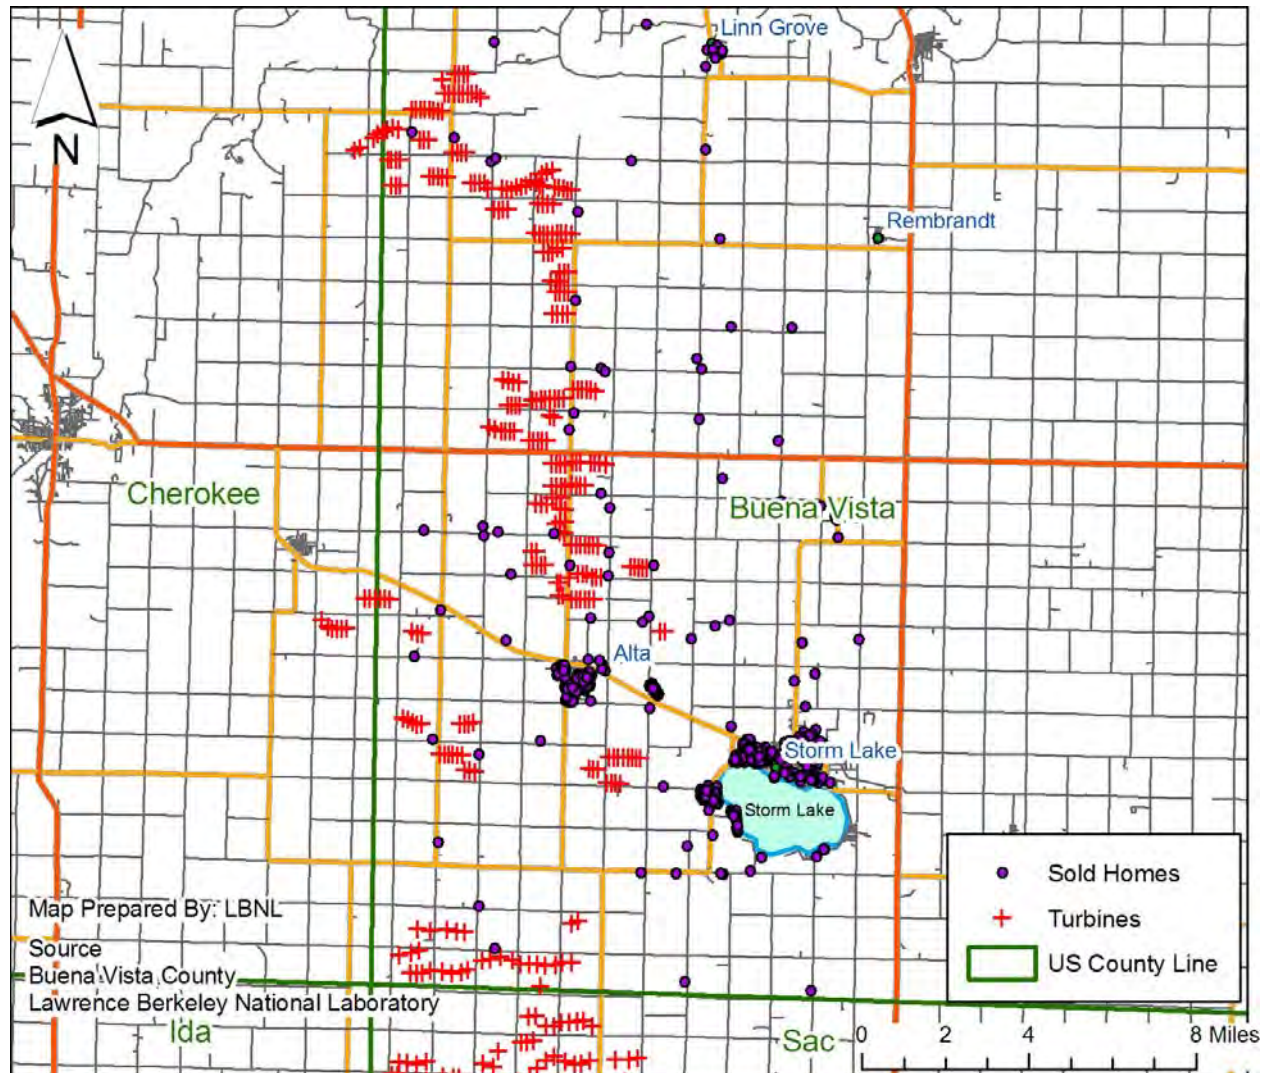 Linn Grove
N
Rembrandt
Cherokee
Buena Vista
Alta
Storm Lake
Storm Lake
Sold Homes
Turbines
US County Line
Map Prepared By: LBNL
Source
Buena Vista County
Lawrence Berkeley National Laboratory
Ida
Sac
0 2 4 8 Miles